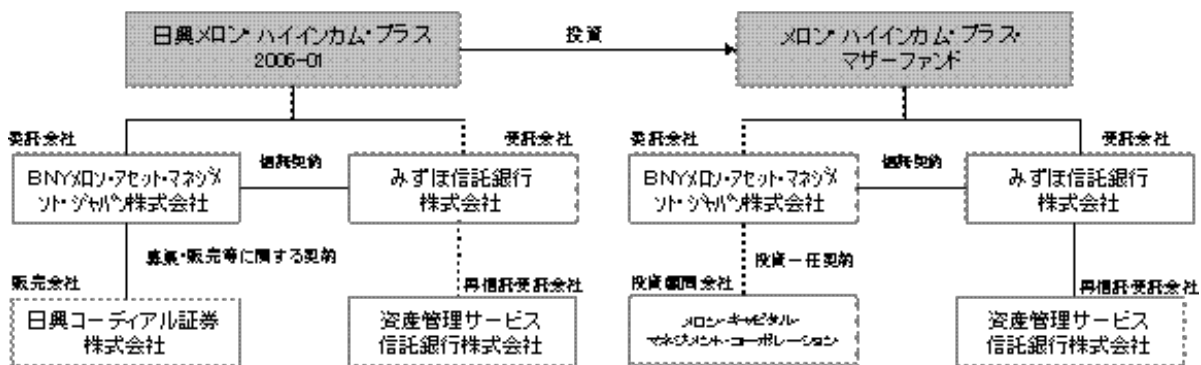 日興メロン・ハイインカム・プラス
2006-01
投資
メロン・ハイインカム・プラス・
マザーファンド
委託会社
受託会社
委託会社
受託会社
BNYメロン・アセット・マネジメ
ント・ジャパン株式会社
信託契約
みずほ信託銀行
株式会社
BNYメロン・アセット・マネジメ
ント・ジャパン株式会社
信託契約
みずほ信託銀行
株式会社
募集・販売等に関する契約
投資一任契約
販売会社
再信託受託会社
投資顧問会社
再信託受託会社
日興コーディアル証券
株式会社
資産管理サービス
信託銀行株式会社
メロン・キャピタル・
マネジメント・コーポレーション
資産管理サービス
信託銀行株式会社